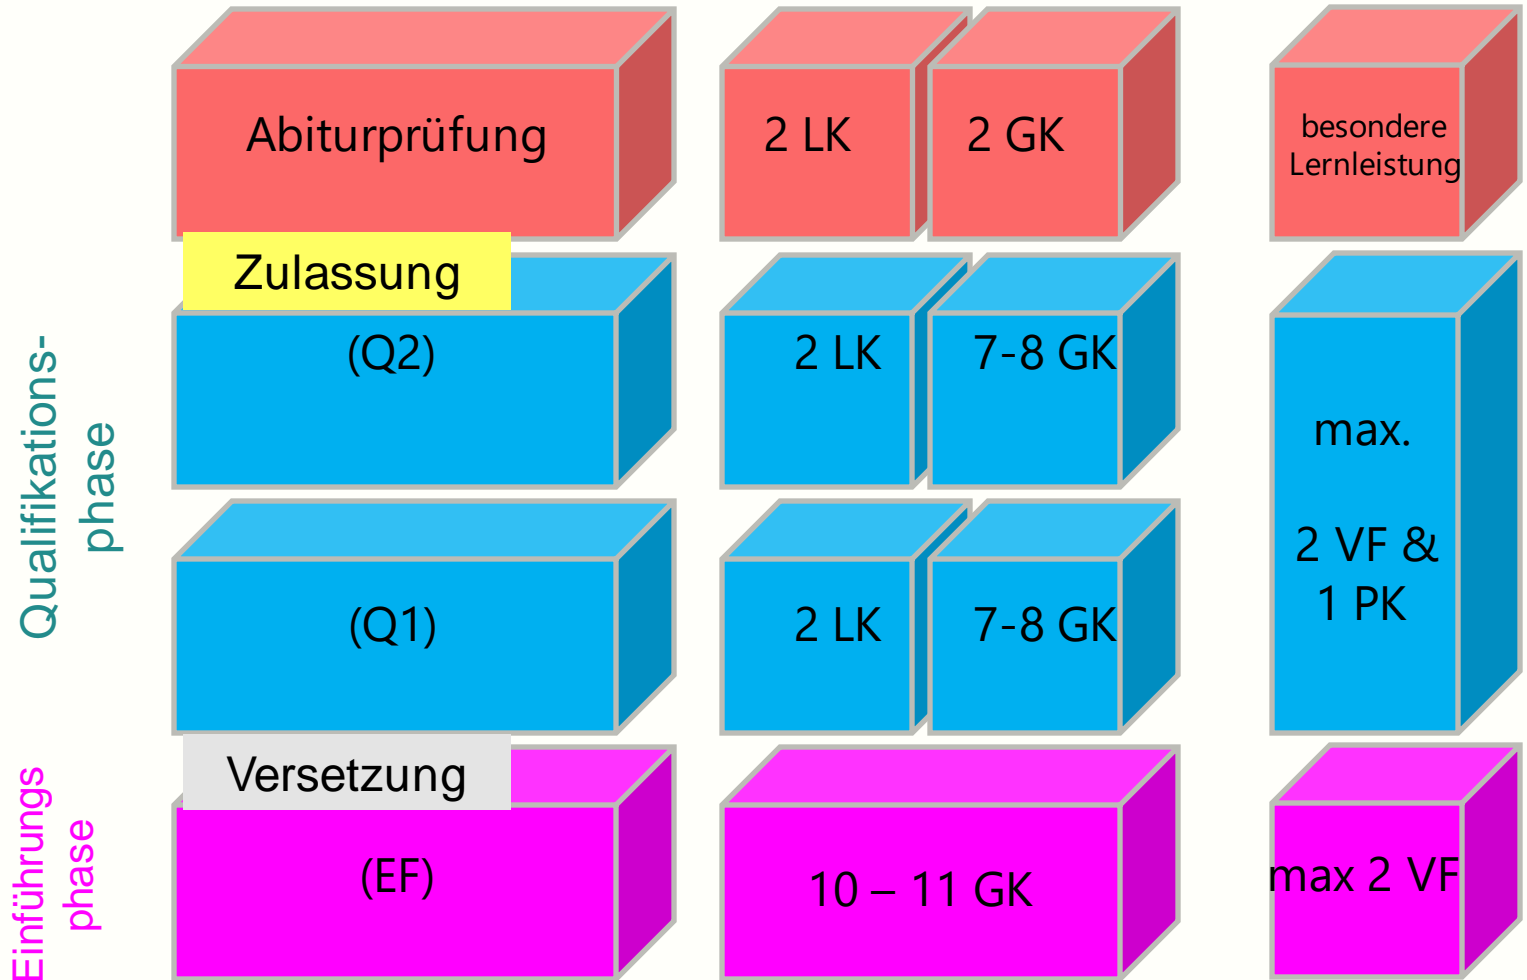 Abiturprüfung
2 LK
2 GK
besondere
Lernleistung
Zulassung
Qualifikations-
phase
(Q2)
2 LK
7-8 GK
max.
2 VF &
1 PK
(Q1)
2 LK
7-8 GK
Versetzung
Einführungs
phase
(EF)
10 – 11 GK
max 2 VF